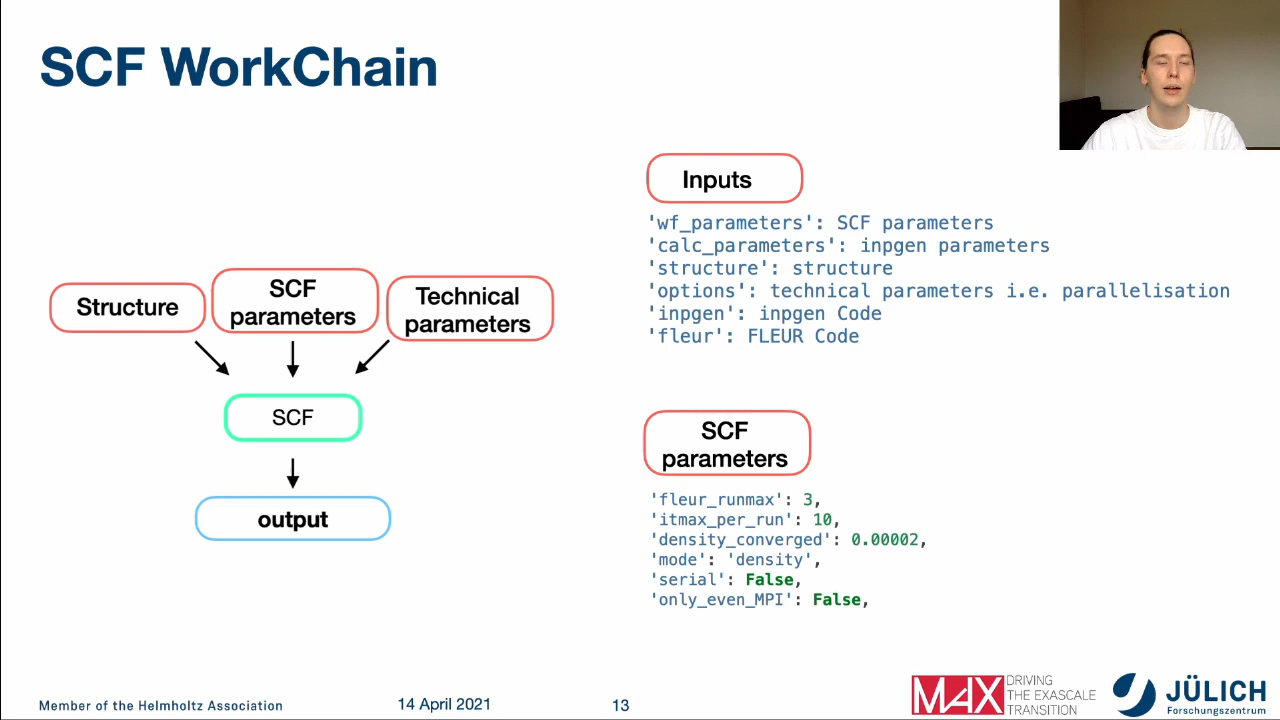 SCF WorkChain
Structure
SCF
parameters
Technical
parameters
SCF
output
Inputs
'wf_parameters': SCF parameters
'calc_parameters': inpgen parameters
'structure': structure
'options': technical parameters i.e. parallelisation
'inpgen': inpgen Code
'fleur': FLEUR Code
SCF
parameters
'fleur_runmax': 3,
'itmax_per_run': 10,
'density_converged': 0.00002,
'mode': 'density',
'serial': False,
'only_even_MPI': False,
Member of the Helmholtz Association
14 April 2021
13
MAX
DRIVING
THE EXASCALE
TRANSITION
JÜLICH
Forschungszentrum